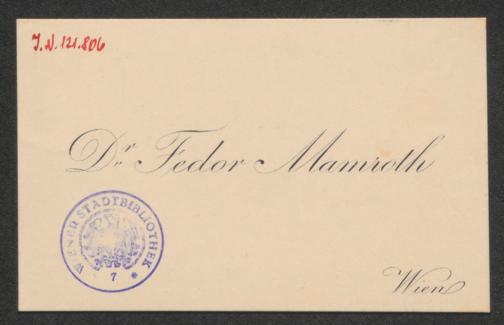 J.N. 121.806
Dr. Fedor Mamroth
WIENER STADTBIBLIOTHEK
* 7 *
Wien